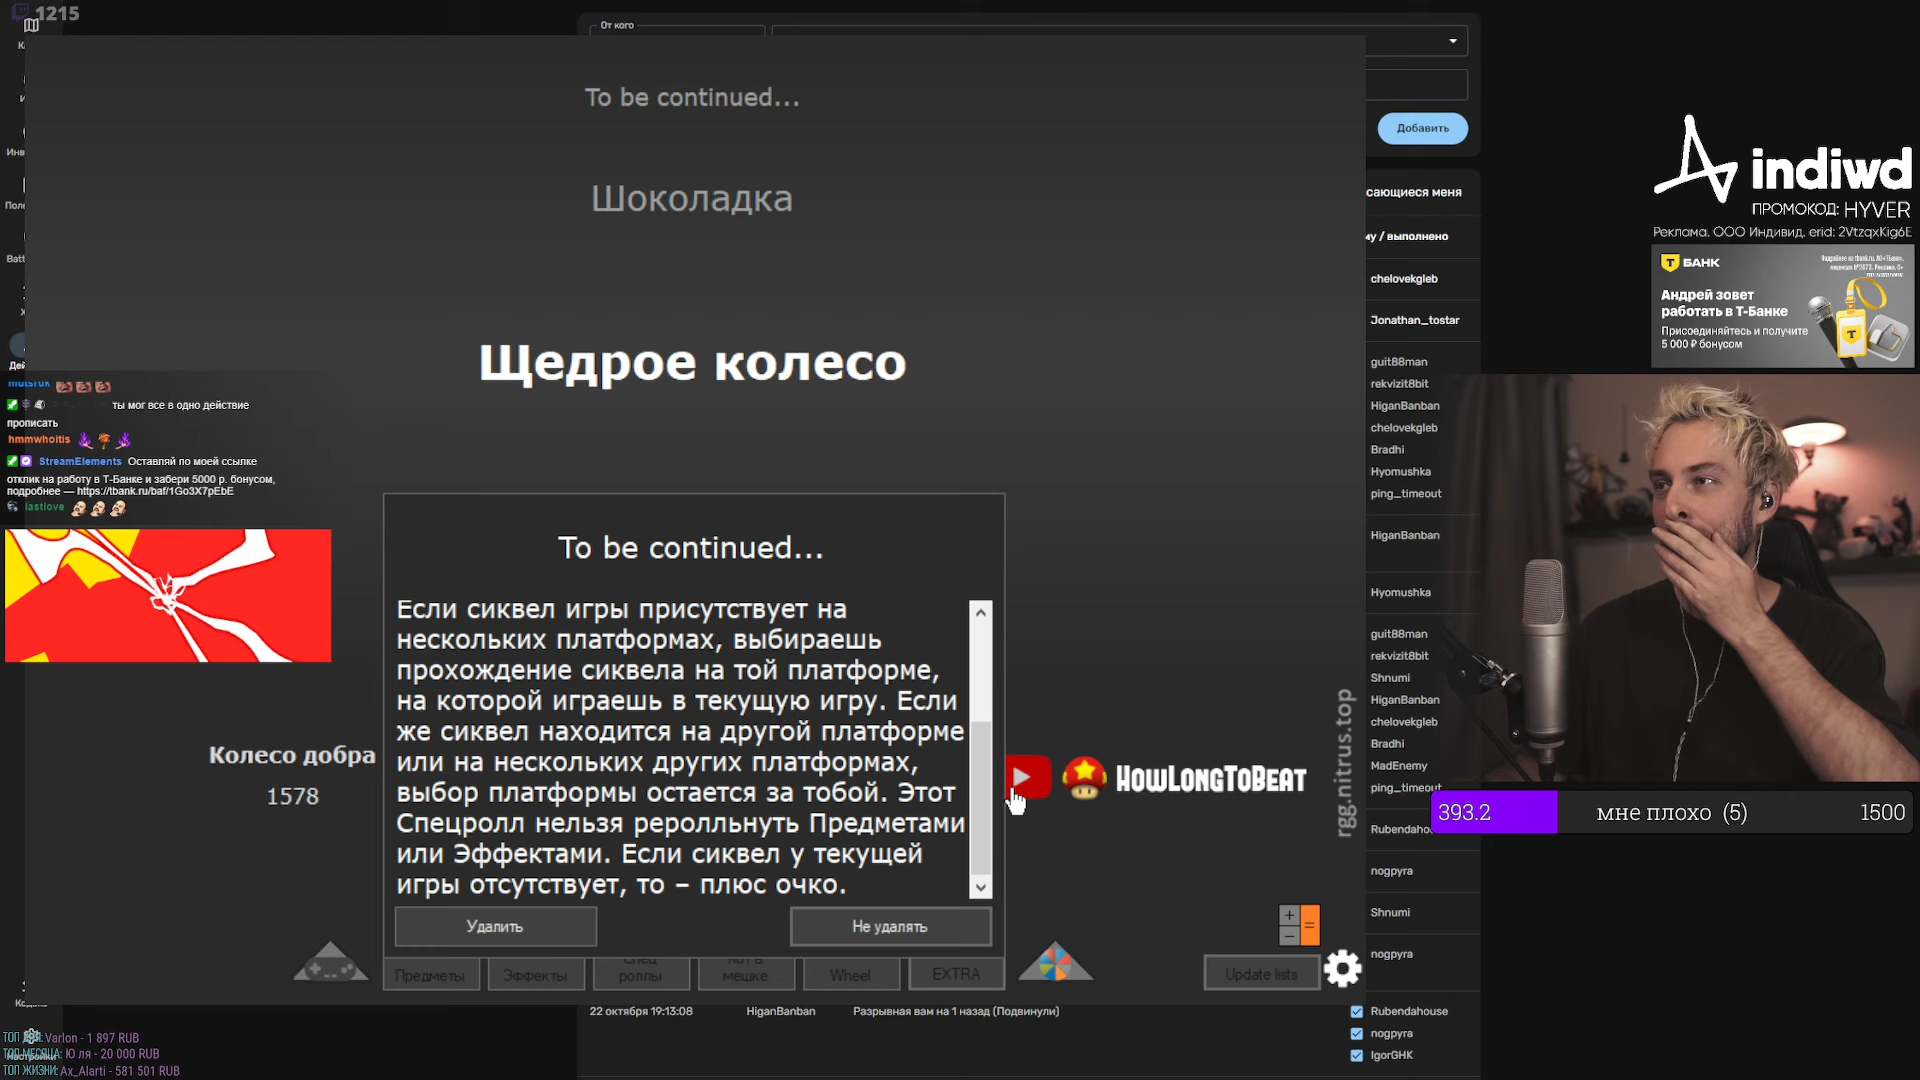 1215
От кого
To be continued...
Добавить
Шоколадка
Щедрое колесо
сающиеся меня
/ выполнено
chelovekgleb
Jonathan_tostar
guit88man
rekvizit8bit
HiganBanban
chelovekgleb
Bradhi
Hyomushka
ping_timeout
HiganBanban
Hyomushka
guit88man
rekvizit8bit
Shnumi
HiganBanban
chelovekgleb
Bradhi
MadEnemy
ping_timeout
nogpyra
Shnumi
nogpyra
Rubendahouse
nogpyra
IgorGHK
indiwd
ПРОМОКОД: HYVER
Реклама. ООО Индивид. erid: 2VtzqxKig6E
Т БАНК
Андрей зовет
работать в Т-Банке
Присоединяйтесь и получите
5 000 ₽ бонусом
ты мог все в одно действие
прописать
hmmwhoitis
StreamElements Оставляй по моей ссылке
отклик на работу в Т-Банке и забери 5000 р. бонусом,
подробнее — https://tbank.ru/baf/1Go3X7pEbE
lastlove
To be continued...
Если сиквел игры присутствует на
нескольких платформах, выбираешь
прохождение сиквела на той платформе,
на которой играешь в текущую игру. Если
же сиквел находится на другой платформе
или на нескольких других платформах,
выбор платформы остается за тобой. Этот
Спецролл нельзя реролльнуть Предметами
или Эффектами. Если сиквел у текущей
игры отсутствует, то – плюс очко.
Удалить
Не удалять
Колесо добра
1578
HowLongToBeat
rgg.nitrus.top
393.2 мне плохо (5) 1500
Предметы
Эффекты
роллы
мешке
Wheel
EXTRA
Update lists
22 октября 19:13:08 HiganBanban Разрывная вам на 1 назад (Подвинули)
Varlon - 1 897 RUB
ТОП МЕСЯЦА: Ю ля - 20 000 RUB
ТОП ЖИЗНИ: Ax_Alarti - 581 501 RUB